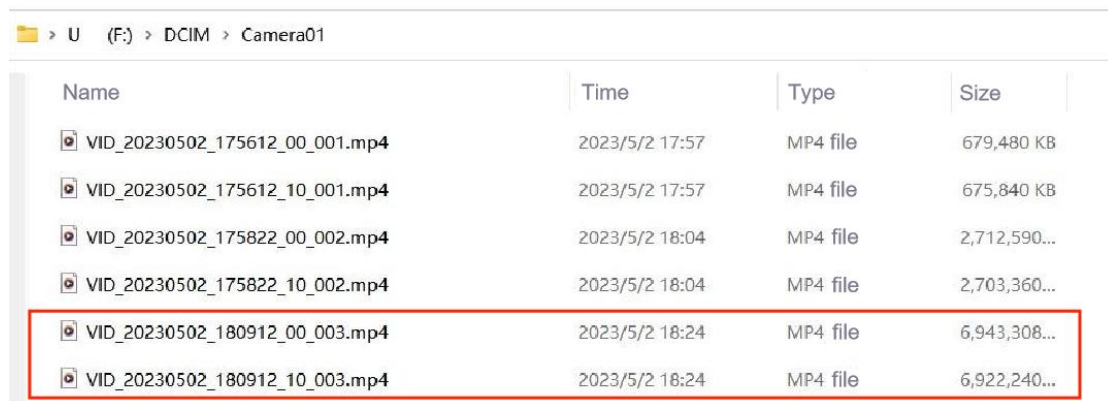 U (F:) > DCIM > Camera01
Name Time Type Size
VID_20230502_175612_00_001.mp4 2023/5/2 17:57 MP4 file 679,480 KB
VID_20230502_175612_10_001.mp4 2023/5/2 17:57 MP4 file 675,840 KB
VID_20230502_175822_00_002.mp4 2023/5/2 18:04 MP4 file 2,712,590...
VID_20230502_175822_10_002.mp4 2023/5/2 18:04 MP4 file 2,703,360...
VID_20230502_180912_00_003.mp4 2023/5/2 18:24 MP4 file 6,943,308...
VID_20230502_180912_10_003.mp4 2023/5/2 18:24 MP4 file 6,922,240...